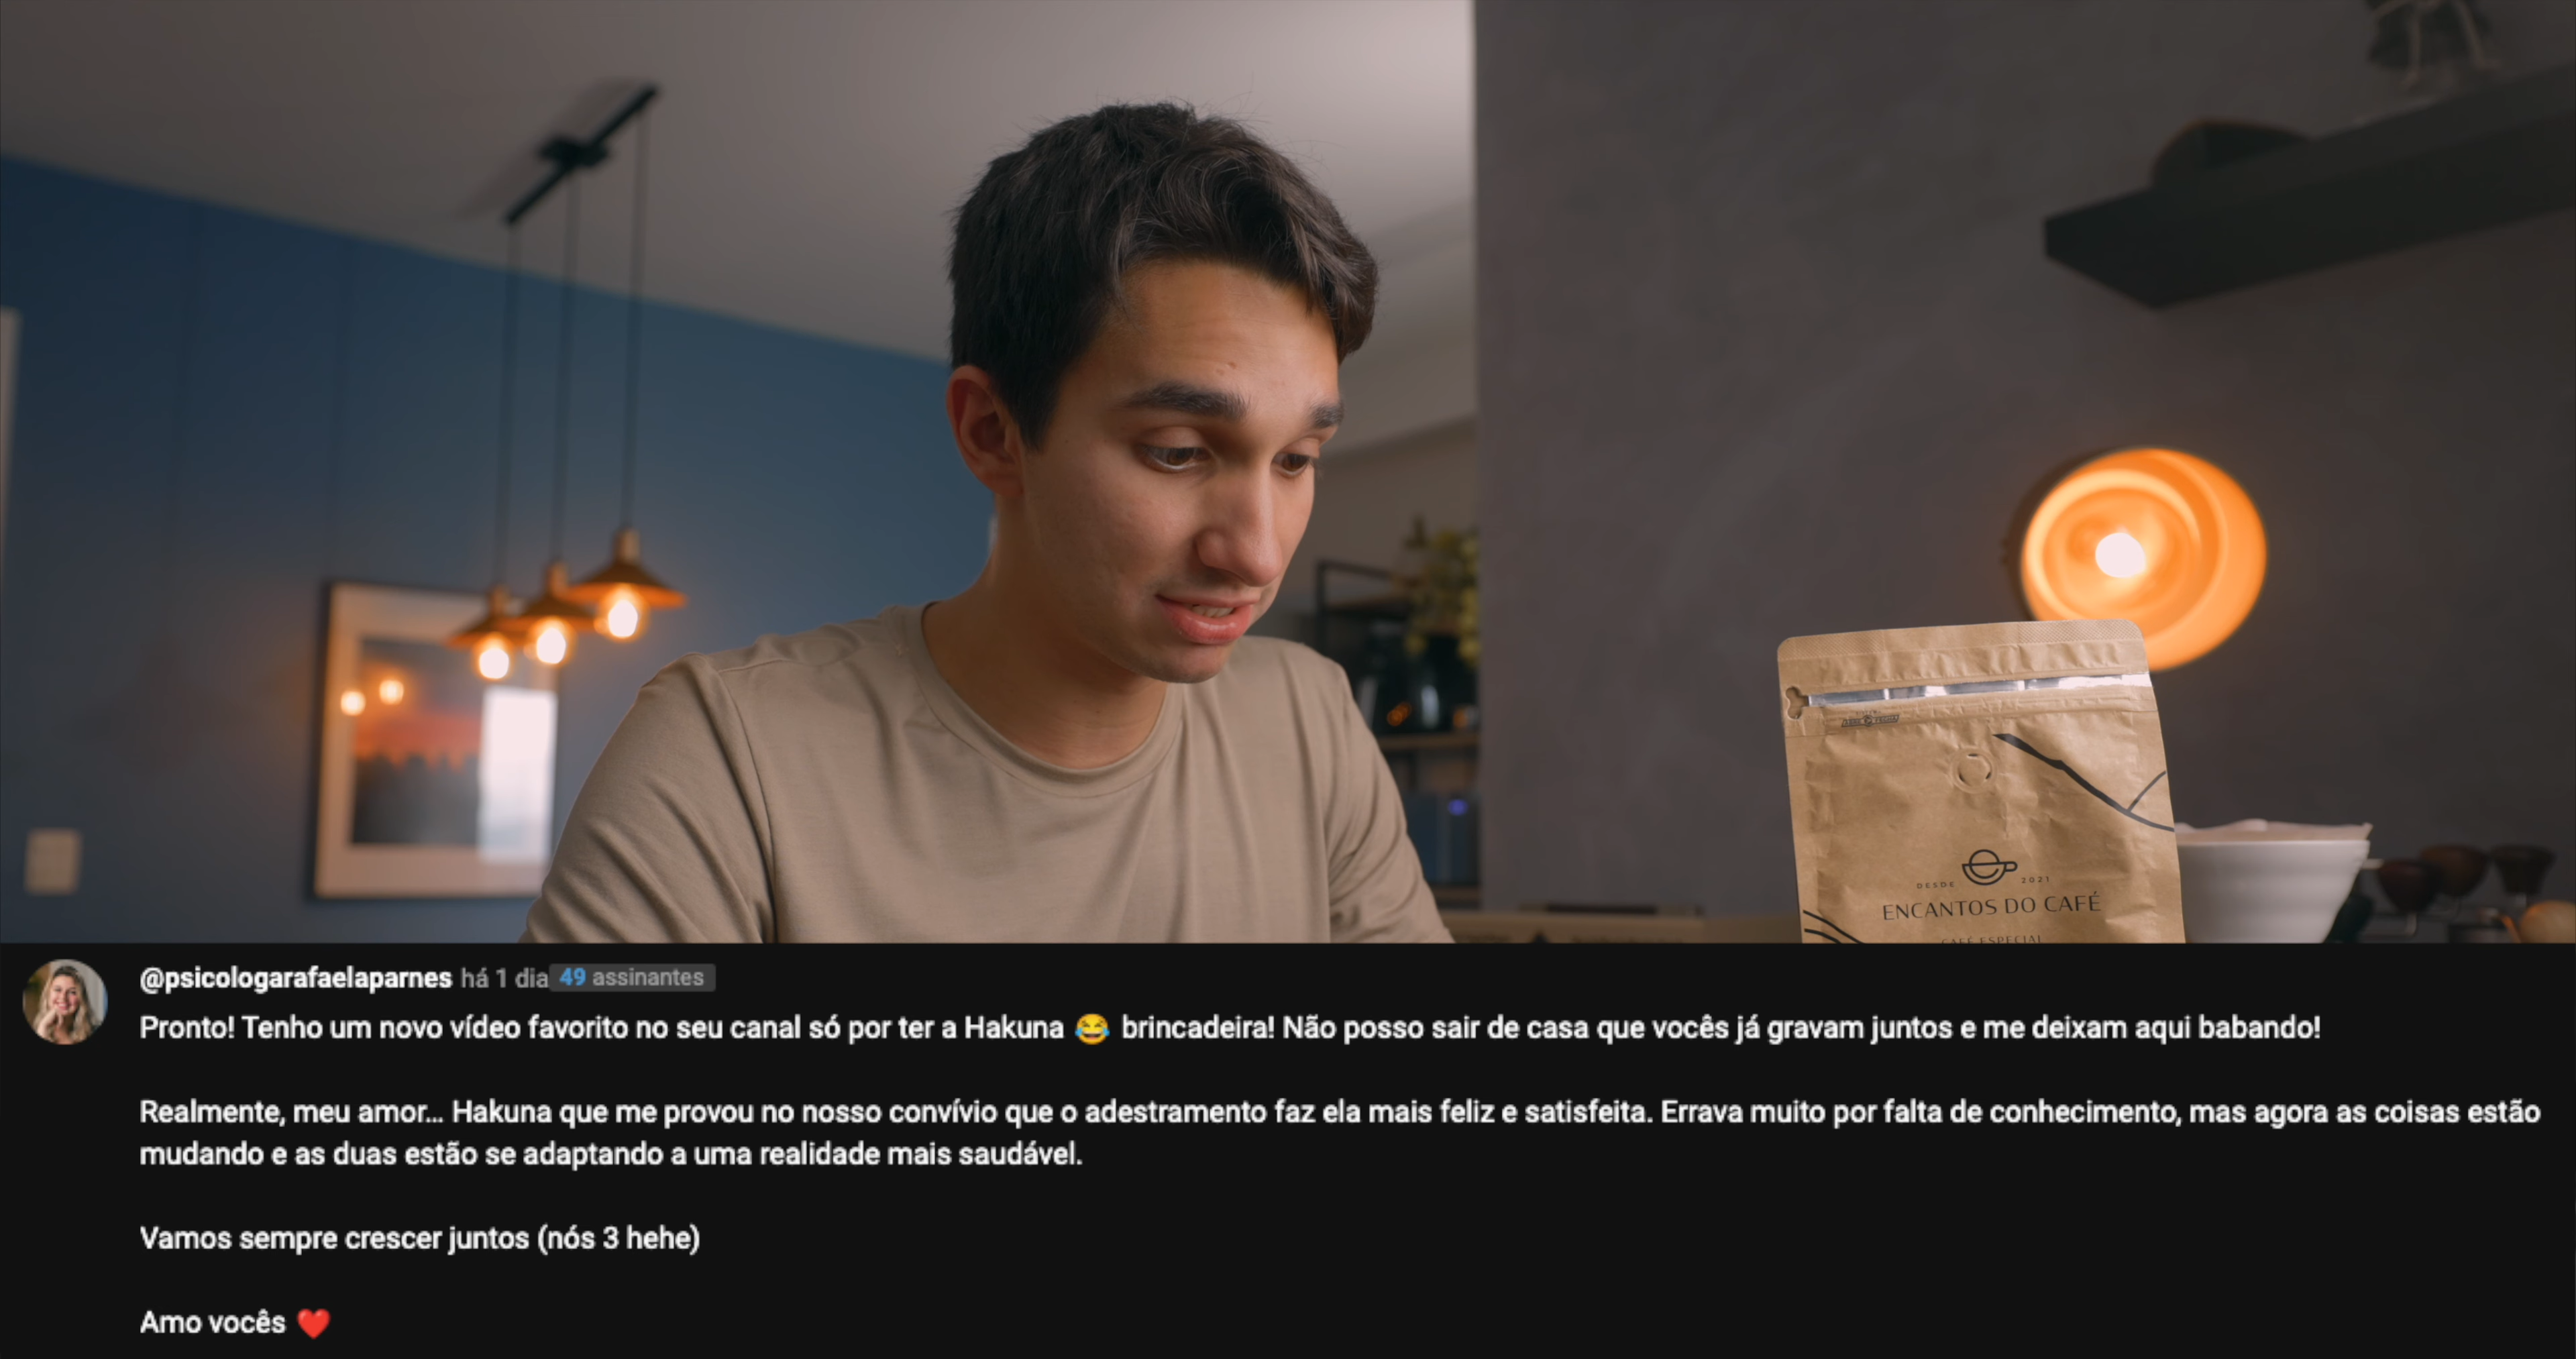 DESDE 2021
ENCANTOS DO CAFÉ
CAFÉ ESPECIAL
@psicologarafaelaparnes há 1 dia 49 assinantes
Pronto! Tenho um novo vídeo favorito no seu canal só por ter a Hakuna 😂 brincadeira! Não posso sair de casa que vocês já gravam juntos e me deixam aqui babando!
Realmente, meu amor... Hakuna que me provou no nosso convívio que o adestramento faz ela mais feliz e satisfeita. Errava muito por falta de conhecimento, mas agora as coisas estão
mudando e as duas estão se adaptando a uma realidade mais saudável.
Vamos sempre crescer juntos (nós 3 hehe)
Amo vocês ❤️